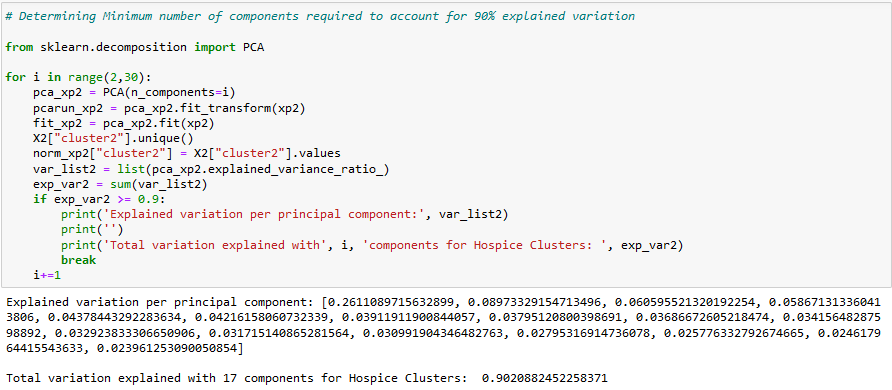 # Determining Minimum number of components required to account for 90% explained variation
from sklearn.decomposition import PCA
for i in range(2,30):
    pca_xp2 = PCA(n_components=i)
    pcarun_xp2 = pca_xp2.fit_transform(xp2)
    fit_xp2 = pca_xp2.fit(xp2)
    X2["cluster2"].unique()
    norm_xp2["cluster2"] = X2["cluster2"].values
    var_list2 = list(pca_xp2.explained_variance_ratio_)
    exp_var2 = sum(var_list2)
    if exp_var2 >= 0.9:
        print('Explained variation per principal component:', var_list2)
        print('')
        print('Total variation explained with', i, 'components for Hospice Clusters: ', exp_var2)
        break
    i+=1
Explained variation per principal component: [0.2611089715632899, 0.08973329154713496, 0.060595521320192254, 0.05867131336041
3806, 0.04378443292283634, 0.04216158060732339, 0.03911911900844057, 0.03795120800398691, 0.03686672605218474, 0.034156482875
98892, 0.032923833306650906, 0.031715140865281564, 0.030991904346482763, 0.02795316914736078, 0.025776332792674665, 0.0246179
64415543633, 0.023961253090050854]
Total variation explained with 17 components for Hospice Clusters:  0.9020882452258371